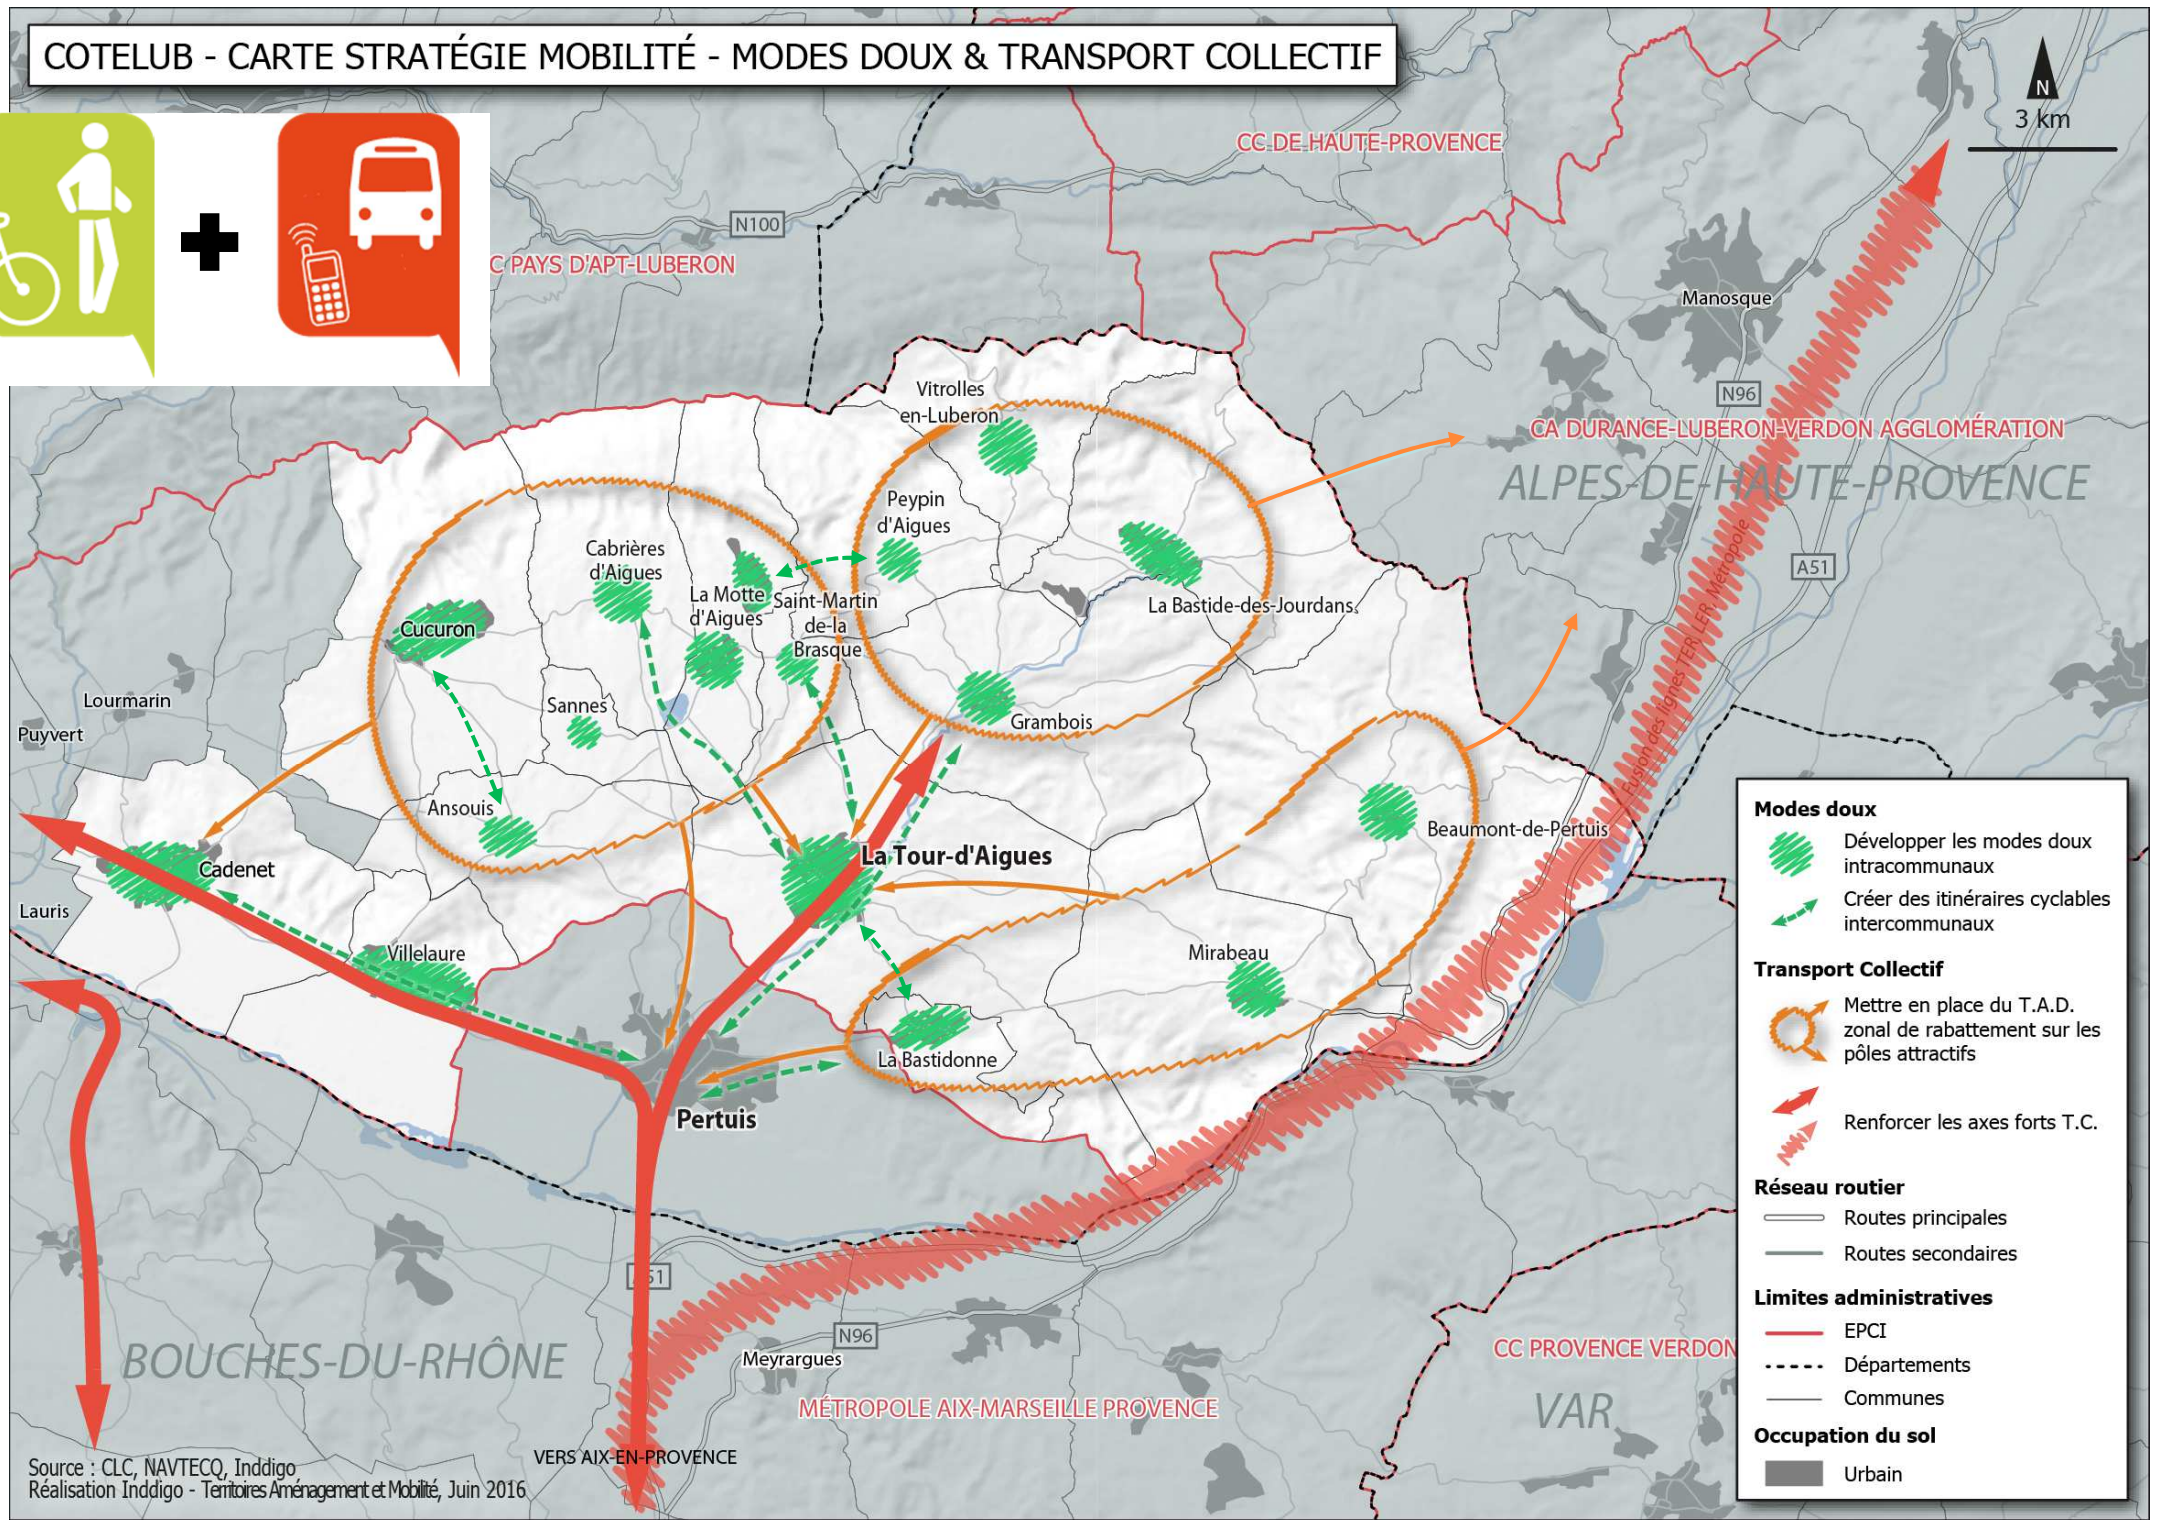 COTELUB - CARTE STRATÉGIE MOBILITÉ - MODES DOUX & TRANSPORT COLLECTIF
N
3 km
CC DE HAUTE-PROVENCE
N100
C PAYS D'APT-LUBERON
Manosque
N96
CA DURANCE-LUBERON-VERDON AGGLOMÉRATION
ALPES-DE-HAUTE-PROVENCE
A51
Fusion des lignes TER LER, Métropole
Vitrolles
en-Luberon
Peypin
d'Aigues
Cabrières
d'Aigues
La Motte
d'Aigues
Saint-Martin
de-la
Brasque
La Bastide-des-Jourdans
Cucuron
Lourmarin
Puyvert
Sannes
Grambois
Ansouis
Beaumont-de-Pertuis
La Tour-d'Aigues
Cadenet
Lauris
Villelaure
Mirabeau
La Bastidonne
Pertuis
A51
N96
Meyrargues
BOUCHES-DU-RHÔNE
MÉTROPOLE AIX-MARSEILLE PROVENCE
CC PROVENCE VERDON
VAR
VERS AIX-EN-PROVENCE
Source : CLC, NAVTECQ, Inddigo
Réalisation Inddigo - Territoires Aménagement et Mobilité, Juin 2016
Modes doux
Développer les modes doux
intracommunaux
Créer des itinéraires cyclables
intercommunaux
Transport Collectif
Mettre en place du T.A.D.
zonal de rabattement sur les
pôles attractifs
Renforcer les axes forts T.C.
Réseau routier
Routes principales
Routes secondaires
Limites administratives
EPCI
Départements
Communes
Occupation du sol
Urbain